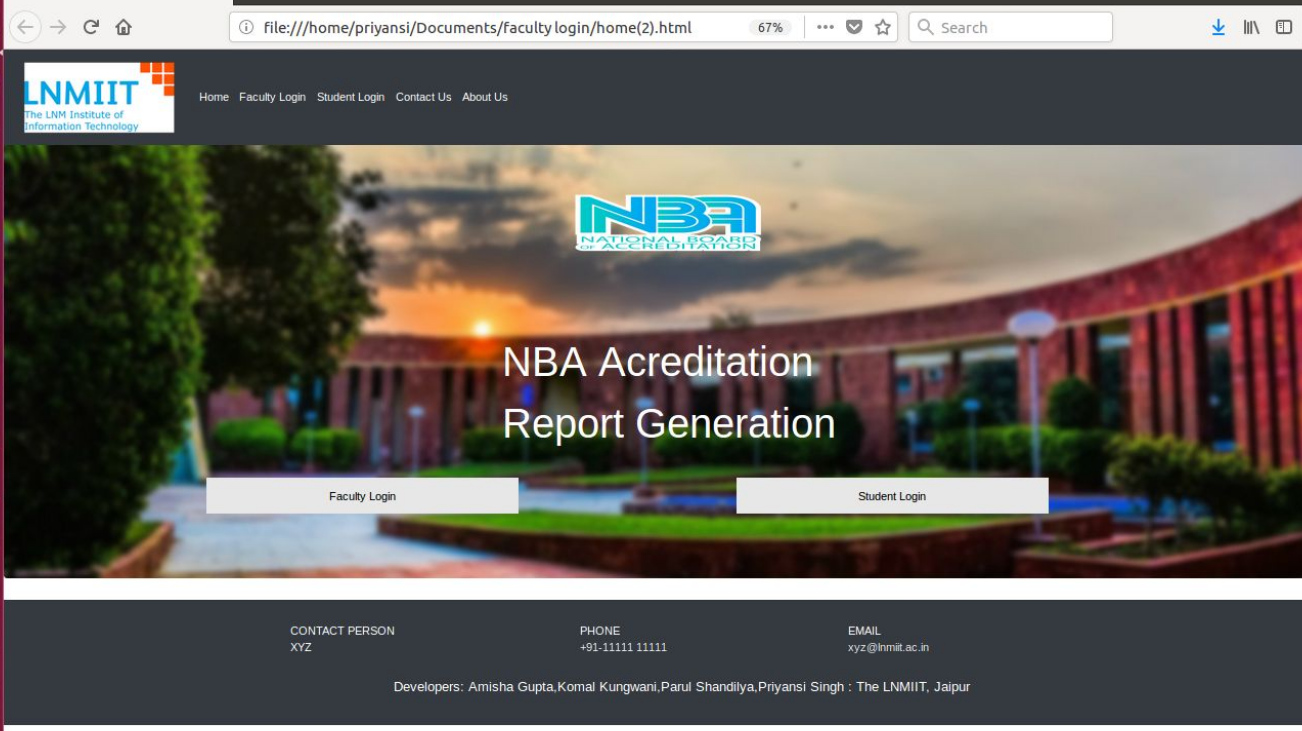 file:///home/priyansi/Documents/faculty login/home(2).html
67%
Search
LNMIIT
The LNM Institute of
Information Technology
Home Faculty Login Student Login Contact Us About Us
NBA
NATIONAL BOARD
OF ACCREDITATION
NBA Acreditation
Report Generation
Faculty Login
Student Login
CONTACT PERSON PHONE EMAIL
XYZ +91-11111 11111 xyz@lnmiit.ac.in
Developers: Amisha Gupta,Komal Kungwani,Parul Shandilya,Priyansi Singh : The LNMIIT, Jaipur